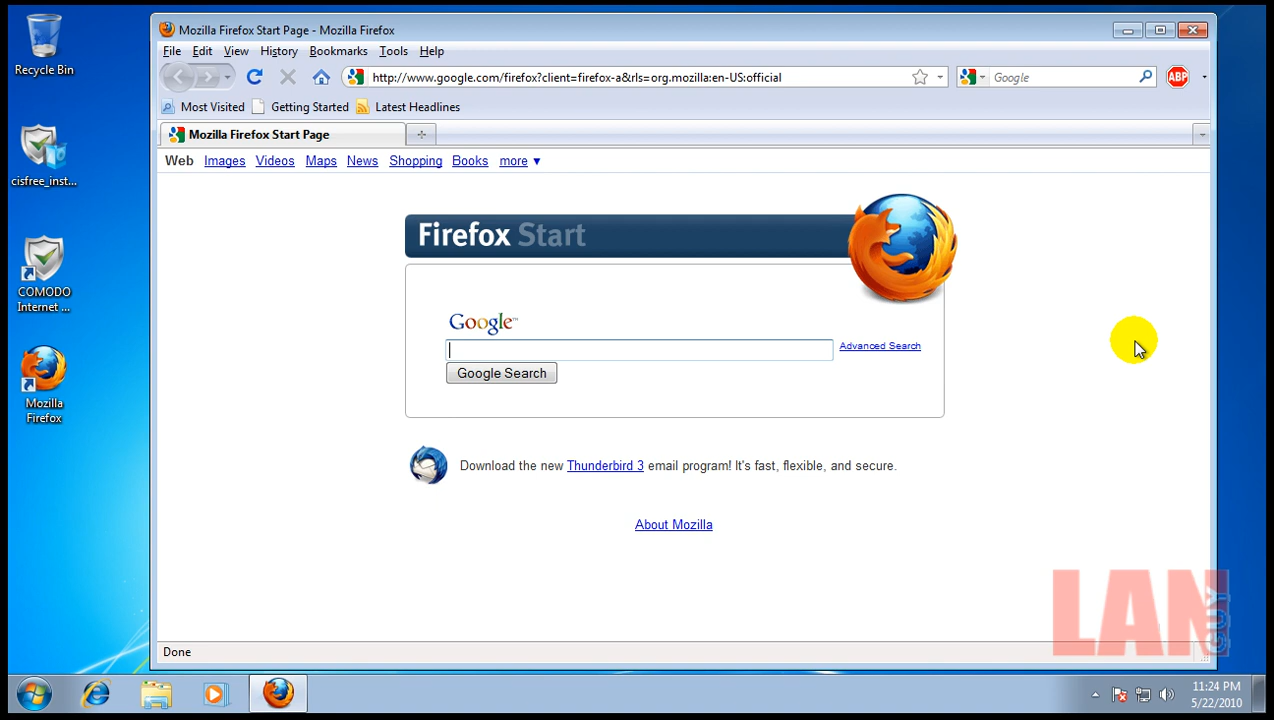 Recycle Bin
cisfree_inst...
COMODO
Internet ...
Mozilla
Firefox
Mozilla Firefox Start Page - Mozilla Firefox
File Edit View History Bookmarks Tools Help
http://www.google.com/firefox?client=firefox-a&rls=org.mozilla:en-US:official
Google
ABP
Most Visited Getting Started Latest Headlines
Mozilla Firefox Start Page
Web Images Videos Maps News Shopping Books more ▼
Firefox Start
Google™
Advanced Search
Google Search
Download the new Thunderbird 3 email program! It's fast, flexible, and secure.
About Mozilla
LAN
GUY
Done
11:24 PM
5/22/2010